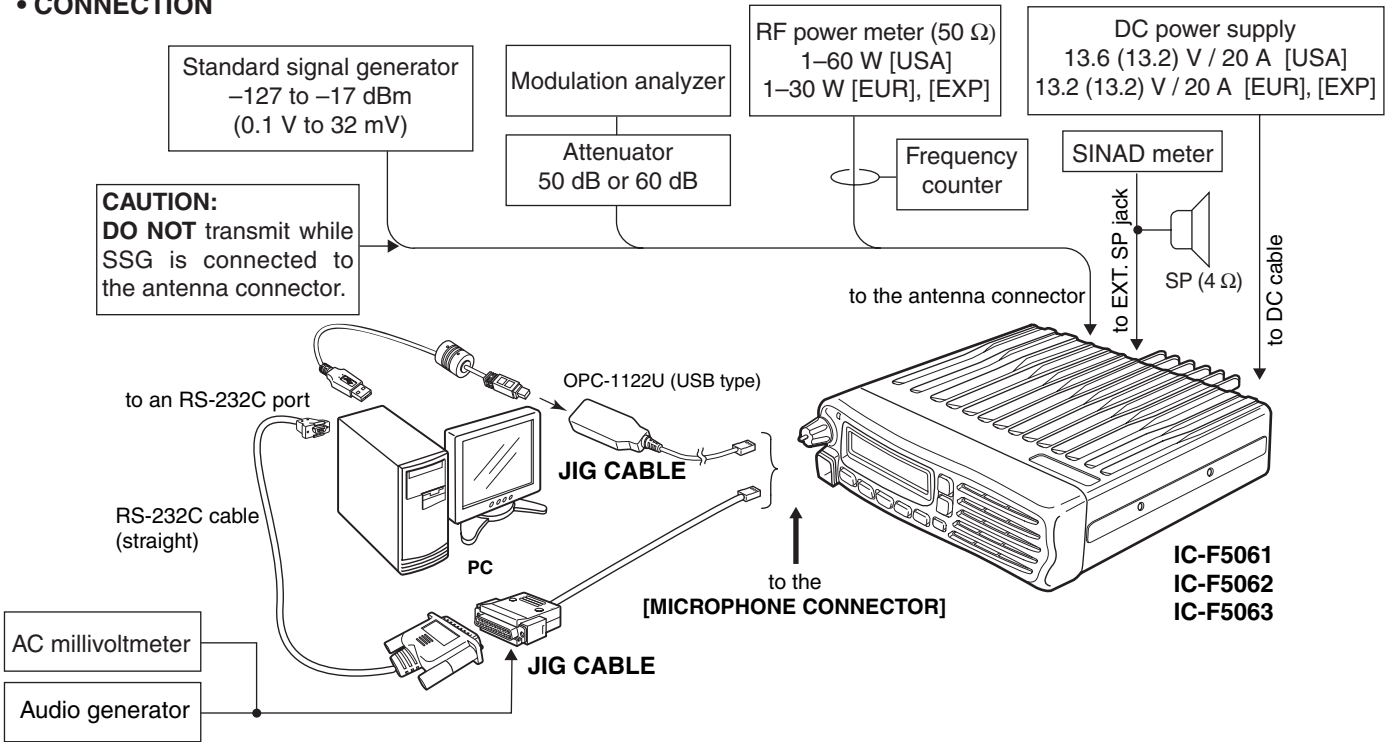 • CONNECTION
Standard signal generator
–127 to –17 dBm
(0.1 V to 32 mV)
Modulation analyzer
Attenuator
50 dB or 60 dB
RF power meter (50 Ω)
1–60 W [USA]
1–30 W [EUR], [EXP]
Frequency
counter
DC power supply
13.6 (13.2) V / 20 A [USA]
13.2 (13.2) V / 20 A [EUR], [EXP]
SINAD meter
CAUTION:
DO NOT transmit while
SSG is connected to
the antenna connector.
to the antenna connector
to EXT. SP jack
SP (4 Ω)
to DC cable
to an RS-232C port
OPC-1122U (USB type)
JIG CABLE
RS-232C cable
(straight)
PC
to the
[MICROPHONE CONNECTOR]
IC-F5061
IC-F5062
IC-F5063
AC millivoltmeter
Audio generator
JIG CABLE